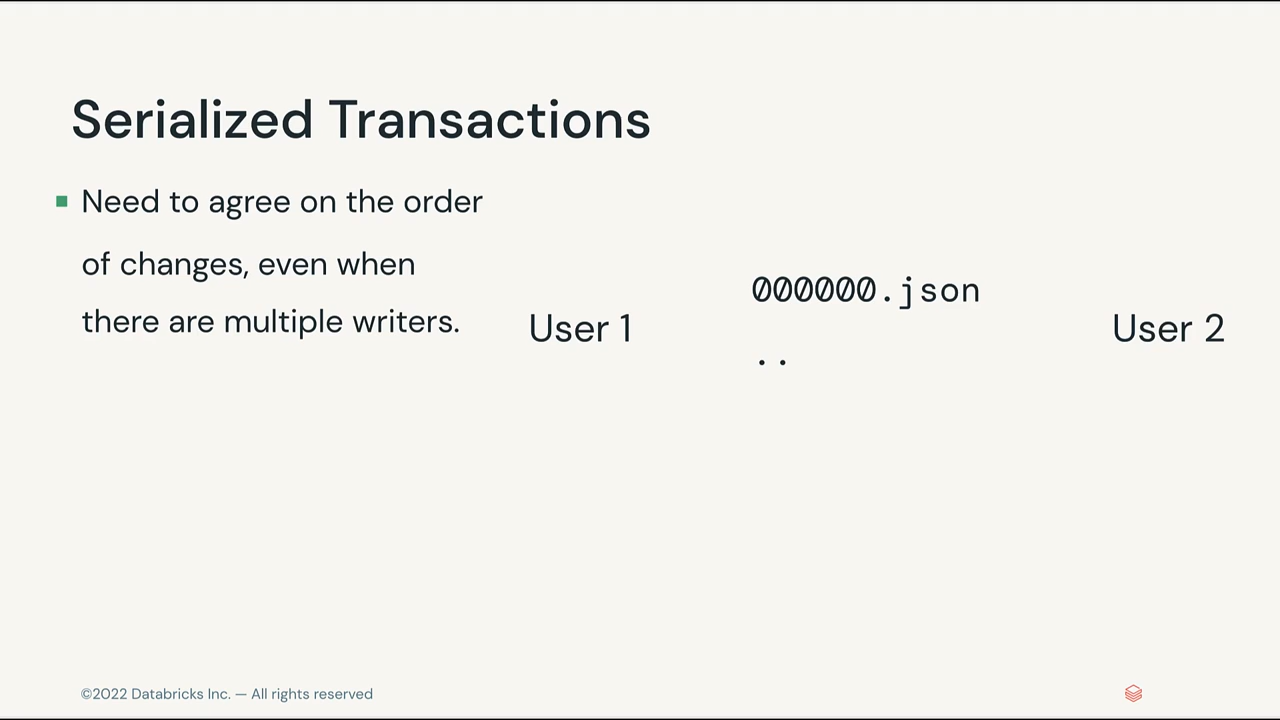 Serialized Transactions
Need to agree on the order
of changes, even when
there are multiple writers.
User 1
000000.json
..
User 2
©2022 Databricks Inc. — All rights reserved